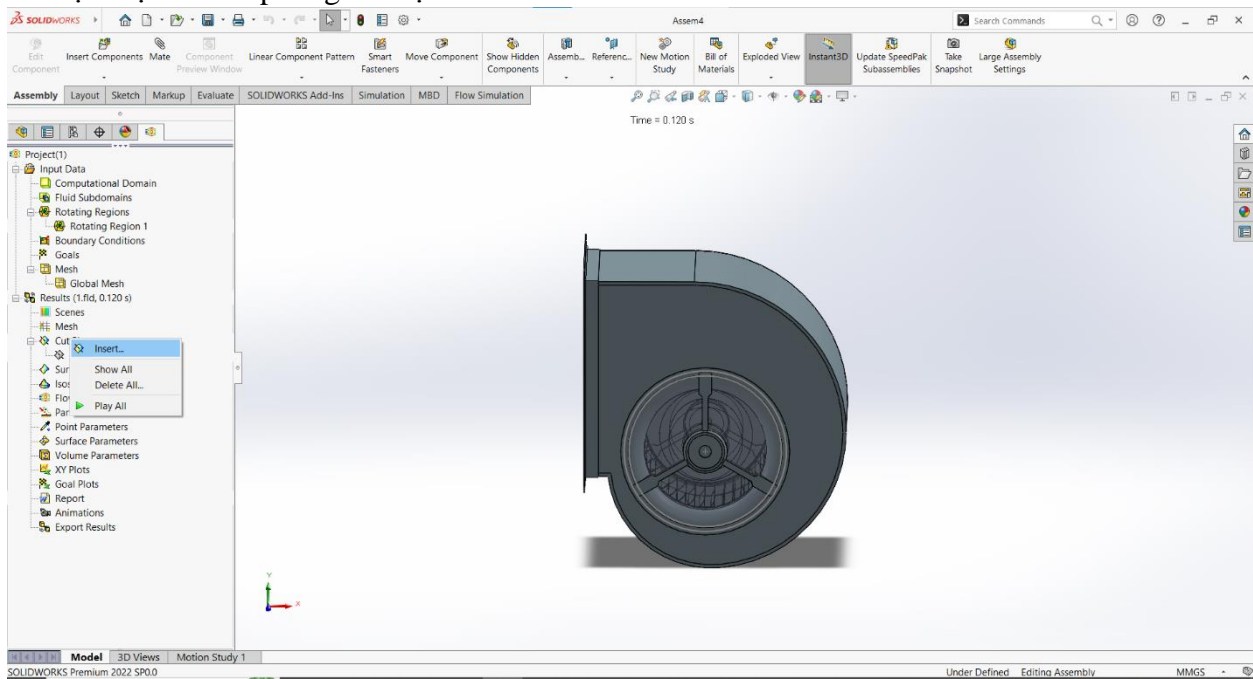 SOLIDWORKS
Assem4
Search Commands
Edit Component
Insert Components
Mate
Component Preview Window
Linear Component Pattern
Smart Fasteners
Move Component
Show Hidden Components
Assemb...
Referenc...
New Motion Study
Bill of Materials
Exploded View
Instant3D
Update SpeedPak Subassemblies
Take Snapshot
Large Assembly Settings
Assembly Layout Sketch Markup Evaluate SOLIDWORKS Add-Ins Simulation MBD Flow Simulation
Time = 0.120 s
Project(1)
Input Data
Computational Domain
Fluid Subdomains
Rotating Regions
Rotating Region 1
Boundary Conditions
Goals
Mesh
Global Mesh
Results (1.fld, 0.120 s)
Scenes
Mesh
Cut
Insert...
Sur
Show All
Isos
Delete All...
Flo
Par
Play All
Point Parameters
Surface Parameters
Volume Parameters
XY Plots
Goal Plots
Report
Animations
Export Results
Y
X
Model 3D Views Motion Study 1
SOLIDWORKS Premium 2022 SP0.0
Under Defined Editing Assembly MMGS